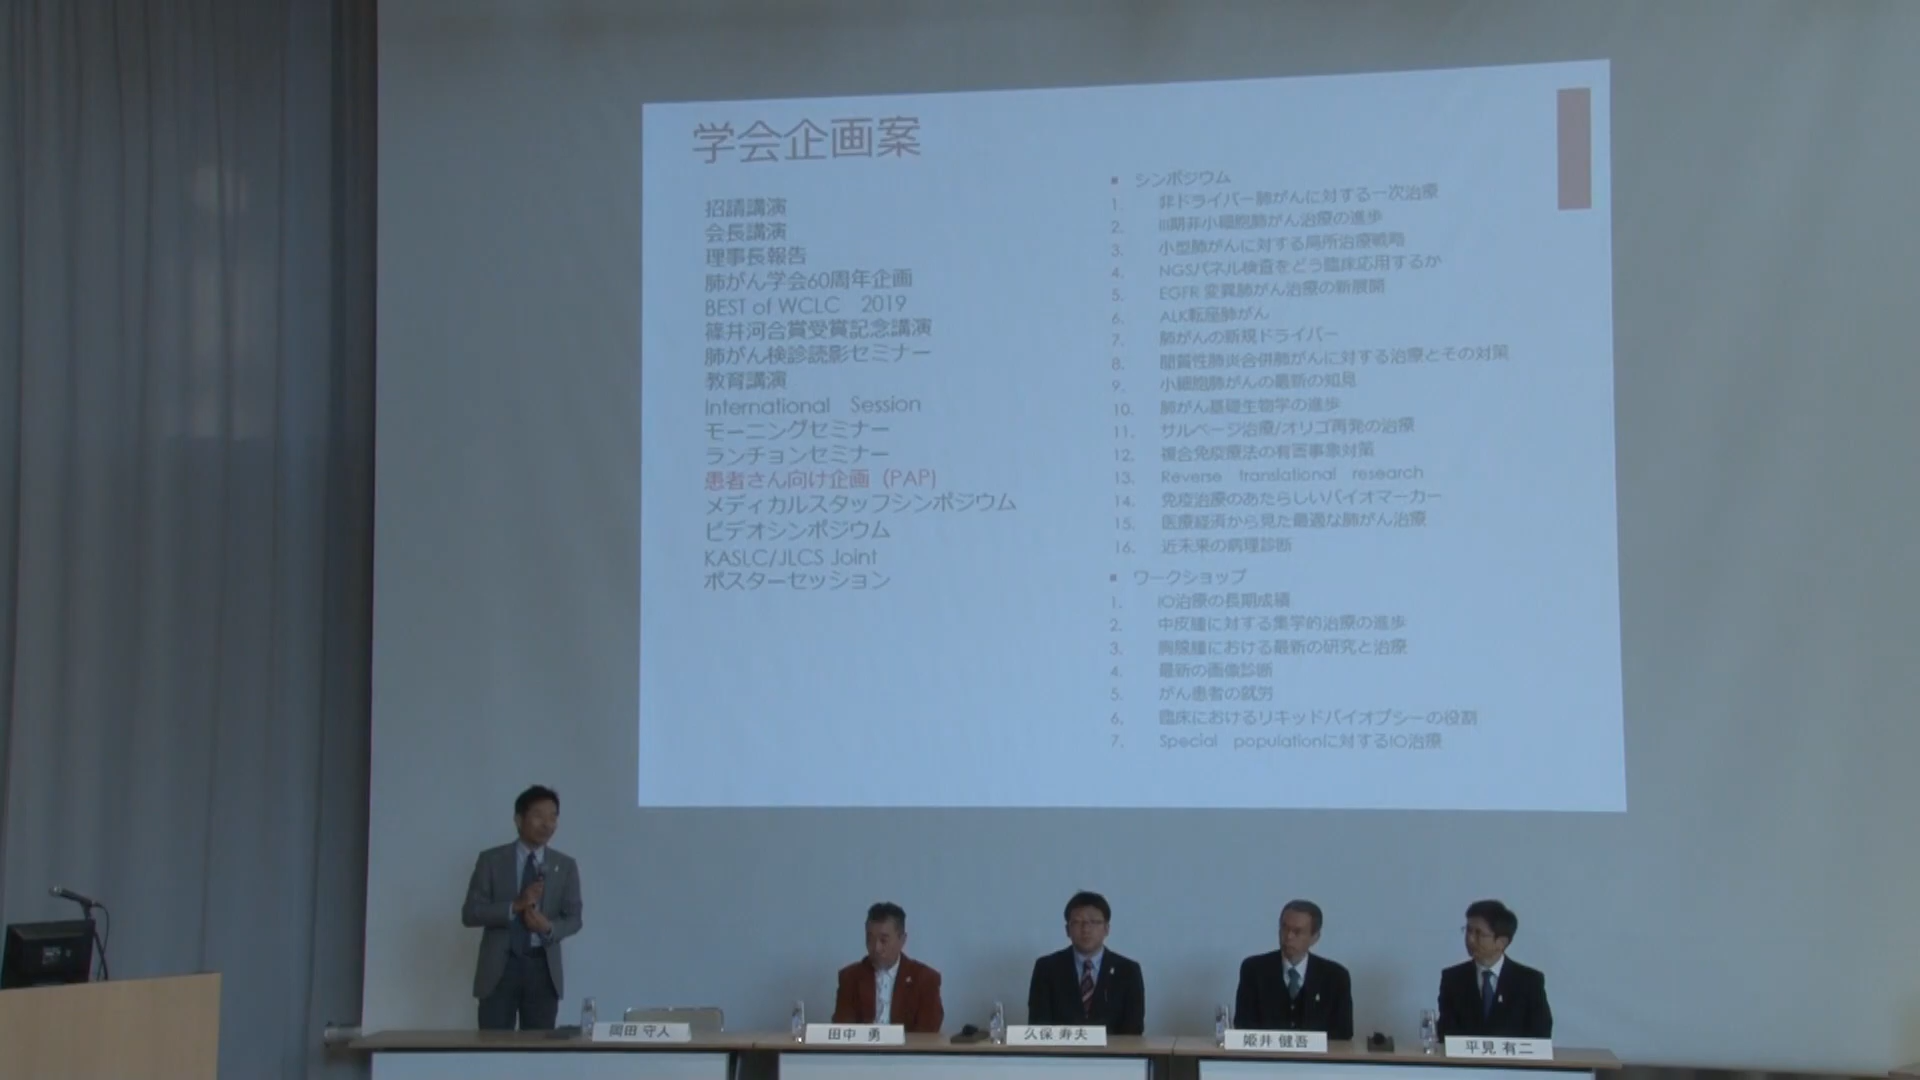 学会企画案
招請講演
会長講演
理事長報告
肺がん学会60周年企画
BEST of WCLC 2019
篠井河合賞受賞記念講演
肺がん検診読影セミナー
教育講演
International Session
モーニングセミナー
ランチョンセミナー
患者さん向け企画（PAP)
メディカルスタッフシンポジウム
ビデオシンポジウム
KASLC/JLCS Joint
ポスターセッション
▪ シンポジウム
1. 非ドライバー肺がんに対する一次治療
2. III期非小細胞肺がん治療の進歩
3. 小型肺がんに対する局所治療戦略
4. NGSパネル検査をどう臨床応用するか
5. EGFR 変異肺がん治療の新展開
6. ALK転座肺がん
7. 肺がんの新規ドライバー
8. 間質性肺炎合併肺がんに対する治療とその対策
9. 小細胞肺がんの最新の知見
10. 肺がん基礎生物学の進歩
11. サルベージ治療/オリゴ再発の治療
12. 複合免疫療法の有害事象対策
13. Reverse translational research
14. 免疫治療のあたらしいバイオマーカー
15. 医療経済から見た最適な肺がん治療
16. 近未来の病理診断
▪ ワークショップ
1. IO治療の長期成績
2. 中皮腫に対する集学的治療の進歩
3. 胸腺腫における最新の研究と治療
4. 最新の画像診断
5. がん患者の就労
6. 臨床におけるリキッドバイオプシーの役割
7. Special populationに対するIO治療
岡田 守人
田中 勇
久保 寿夫
姫井 健吾
平見 有二